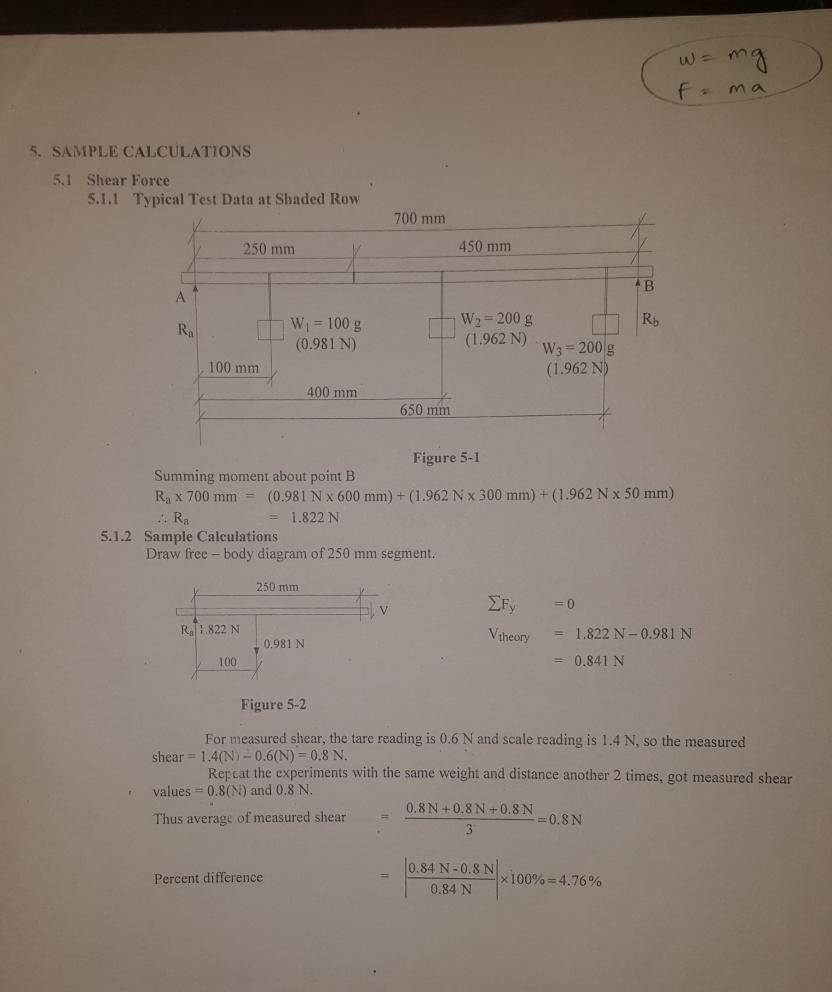 W = mg
F = ma
5. SAMPLE CALCULATIONS
5.1 Shear Force
5.1.1 Typical Test Data at Shaded Row
700 mm
250 mm 450 mm
A B
Ra W1 = 100 g W2 = 200 g Rb
(0.981 N) (1.962 N) W3 = 200 g
100 mm (1.962 N)
400 mm
650 mm
Figure 5-1
Summing moment about point B
Ra x 700 mm = (0.981 N x 600 mm) + (1.962 N x 300 mm) + (1.962 N x 50 mm)
∴ Ra = 1.822 N
5.1.2 Sample Calculations
Draw free – body diagram of 250 mm segment.
250 mm
V ∑Fy = 0
Ra 1.822 N Vtheory = 1.822 N – 0.981 N
0.981 N
100 = 0.841 N
Figure 5-2
For measured shear, the tare reading is 0.6 N and scale reading is 1.4 N, so the measured
shear = 1.4(N) – 0.6(N) = 0.8 N.
Repeat the experiments with the same weight and distance another 2 times, got measured shear
values = 0.8(N) and 0.8 N.
Thus average of measured shear = 0.8 N + 0.8 N + 0.8 N / 3 = 0.8 N
Percent difference = |0.84 N - 0.8 N / 0.84 N| × 100% = 4.76%